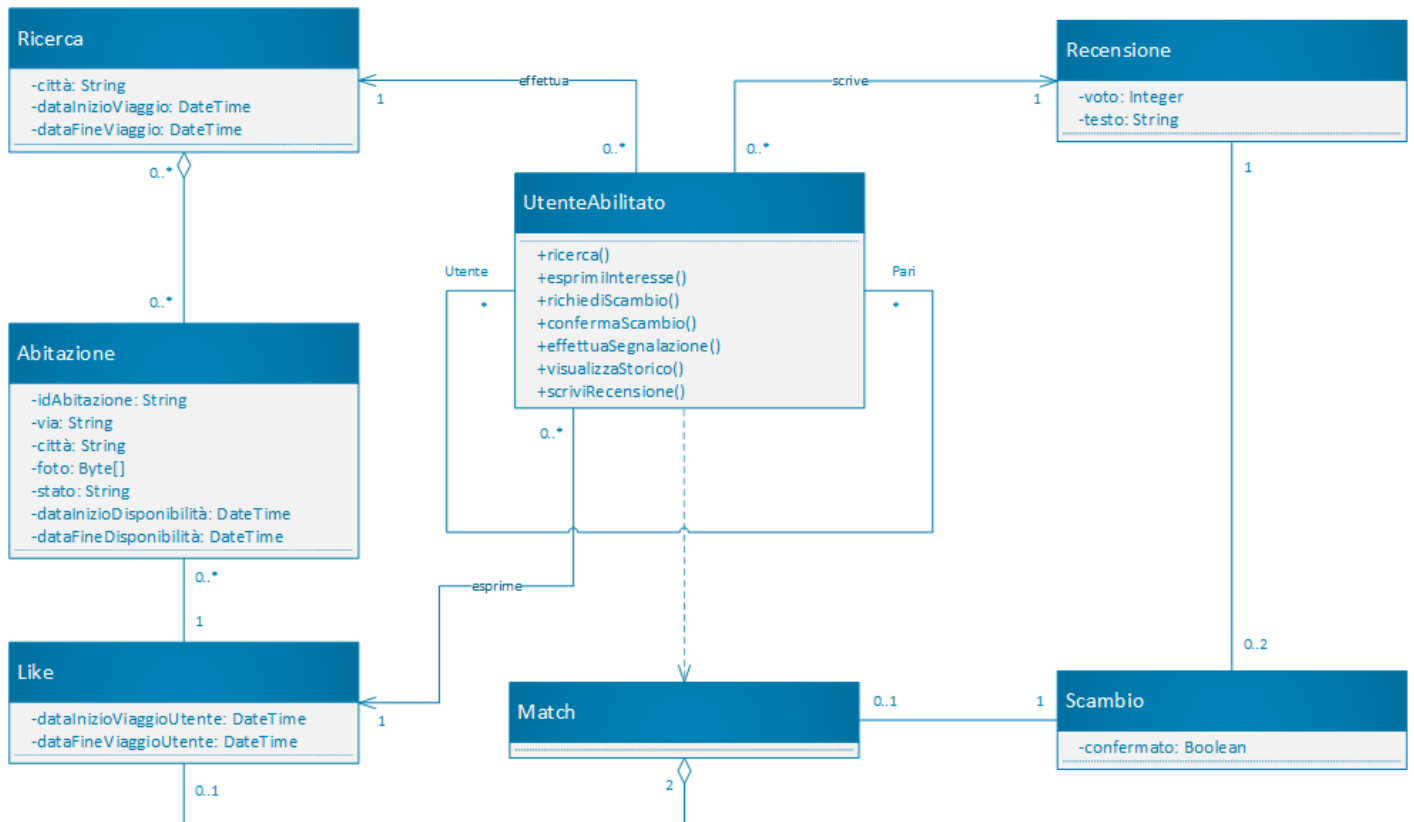 Ricerca
-città: String
-dataInizioViaggio: DateTime
-dataFineViaggio: DateTime
effettua
1
0..*
scrive
1
0..*
Recensione
-voto: Integer
-testo: String
1
0..*
0..*
UtenteAbilitato
+ricerca()
+esprimiInteresse()
+richiediScambio()
+confermaScambio()
+effettuaSegnalazione()
+visualizzaStorico()
+scriviRecensione()
Utente
*
Pari
*
0..*
Abitazione
-idAbitazione: String
-via: String
-città: String
-foto: Byte[]
-stato: String
-dataInizioDisponibilità: DateTime
-dataFineDisponibilità: DateTime
0..*
1
esprime
1
Like
-dataInizioViaggioUtente: DateTime
-dataFineViaggioUtente: DateTime
0..1
Match
2
0..1
1
0..2
Scambio
-confermato: Boolean